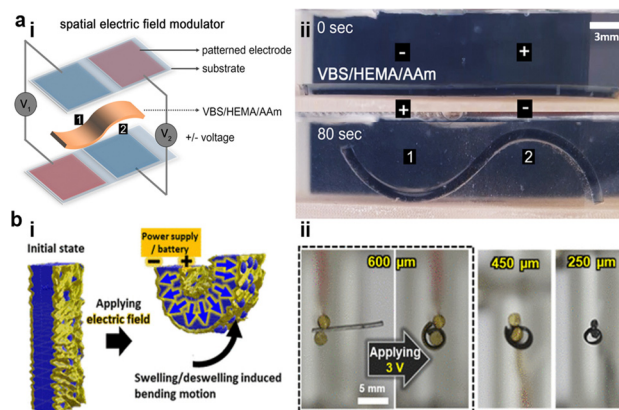 a
i
spatial electric field modulator
patterned electrode
substrate
VBS/HEMA/AAm
+/- voltage
V1
V2
1
2
ii
0 sec
- +
3mm
VBS/HEMA/AAm
+ -
80 sec
1 2
b
i
Initial state
Power supply
/ battery
- +
Applying
electric field
Swelling/deswelling induced
bending motion
ii
600 µm
450 µm
250 µm
Applying
3 V
5 mm